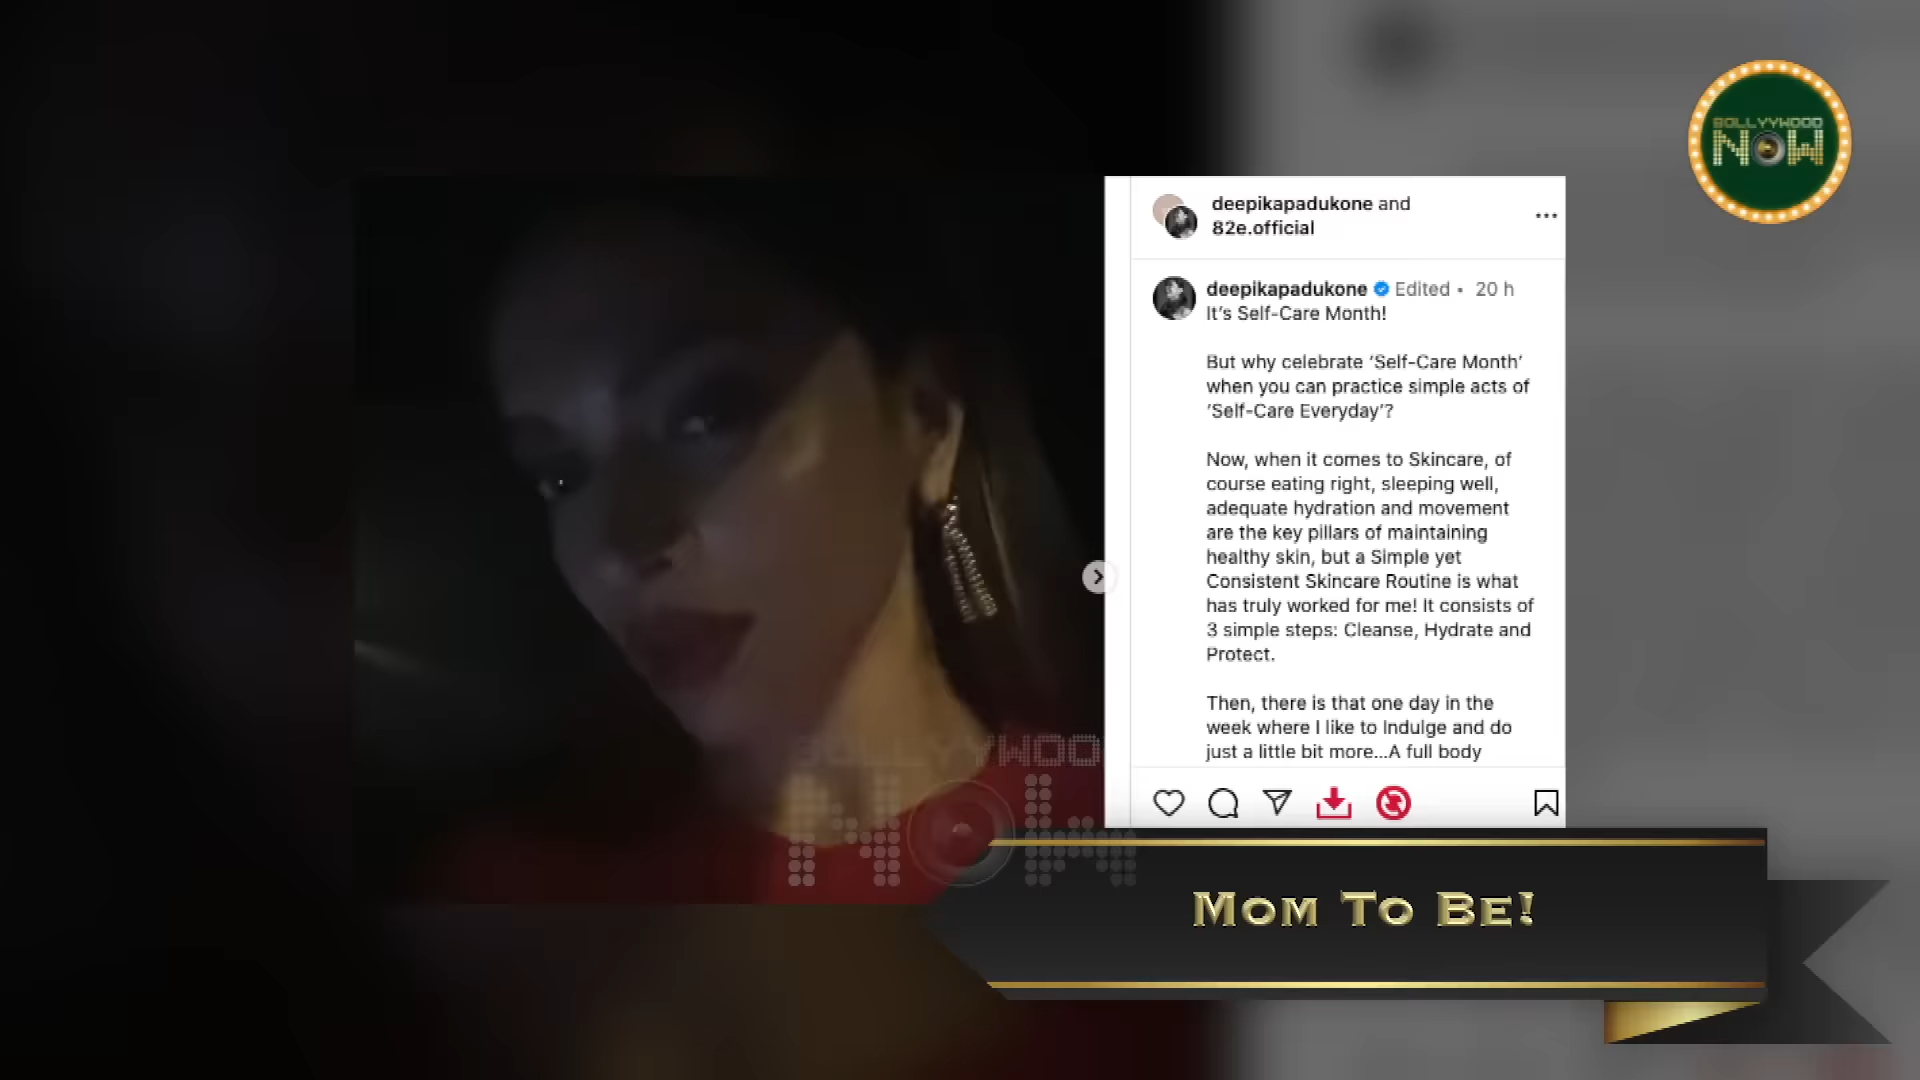 BOLLYYWOOD
NOW
deepikapadukone and
82e.official
deepikapadukone Edited • 20 h
It's Self-Care Month!
But why celebrate ‘Self-Care Month’
when you can practice simple acts of
‘Self-Care Everyday’?
Now, when it comes to Skincare, of
course eating right, sleeping well,
adequate hydration and movement
are the key pillars of maintaining
healthy skin, but a Simple yet
Consistent Skincare Routine is what
has truly worked for me! It consists of
3 simple steps: Cleanse, Hydrate and
Protect.
Then, there is that one day in the
week where I like to Indulge and do
just a little bit more...A full body
BOLLYYWOO
NOW
Mom To Be!